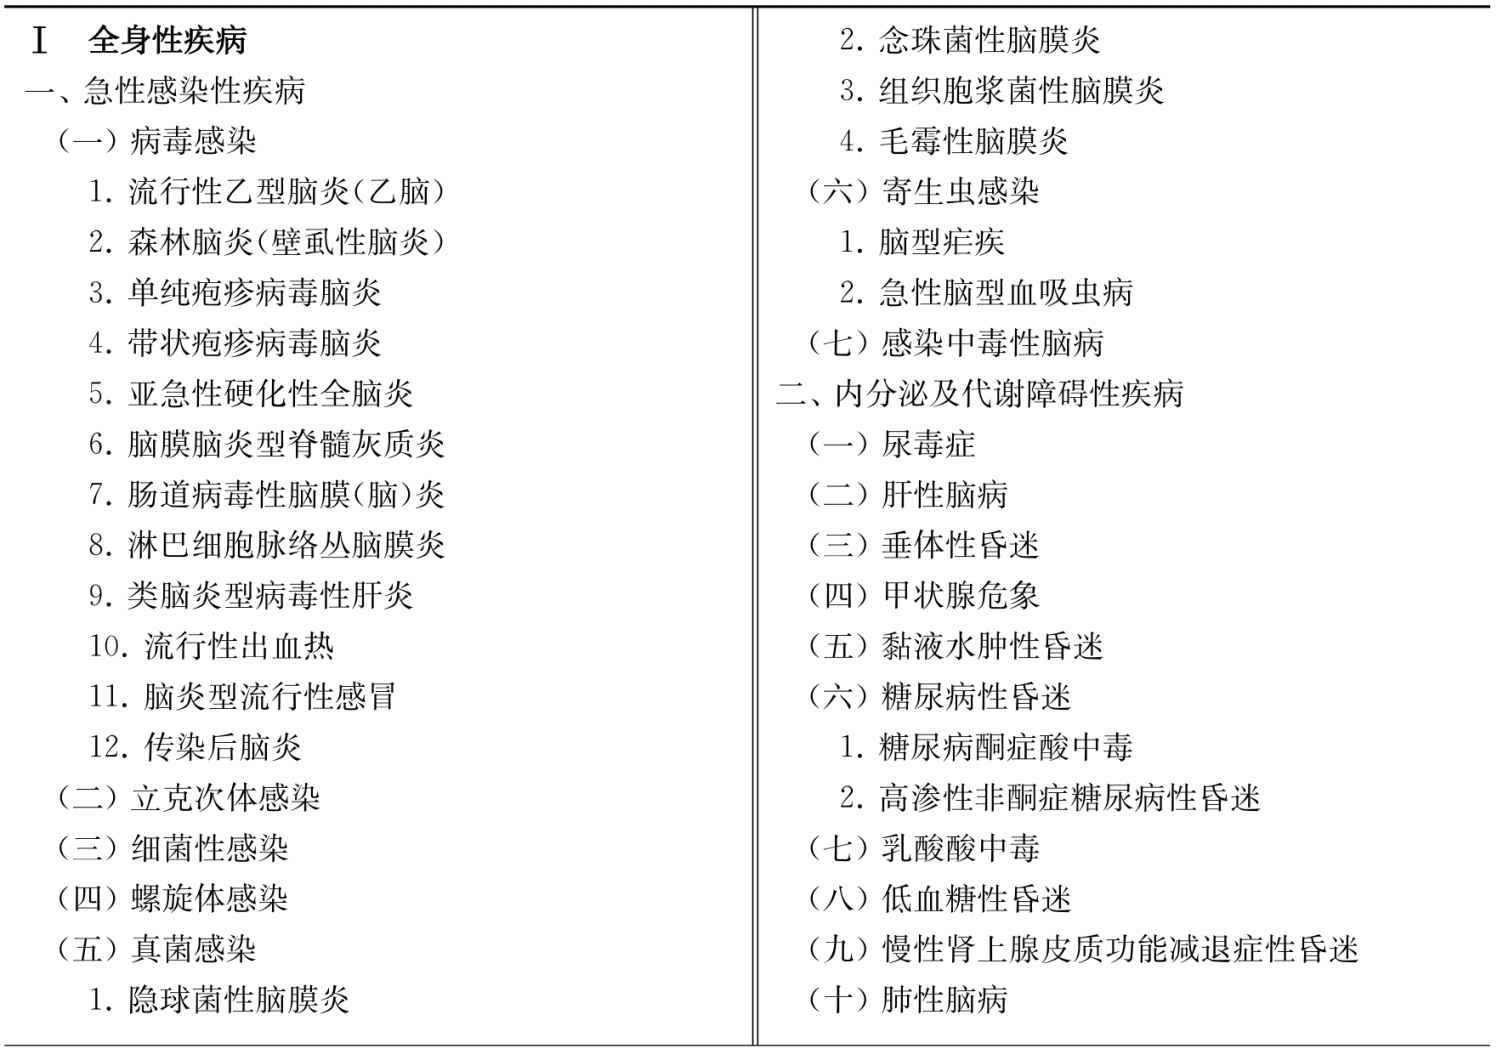 Ⅰ 全身性疾病
一、急性感染性疾病
（一）病毒感染
1. 流行性乙型脑炎（乙脑）
2. 森林脑炎（壁虱性脑炎）
3. 单纯疱疹病毒脑炎
4. 带状疱疹病毒脑炎
5. 亚急性硬化性全脑炎
6. 脑膜脑炎型脊髓灰质炎
7. 肠道病毒性脑膜（脑）炎
8. 淋巴细胞脉络丛脑膜炎
9. 类脑炎型病毒性肝炎
10. 流行性出血热
11. 脑炎型流行性感冒
12. 传染后脑炎
（二）立克次体感染
（三）细菌性感染
（四）螺旋体感染
（五）真菌感染
1. 隐球菌性脑膜炎
2. 念珠菌性脑膜炎
3. 组织胞浆菌性脑膜炎
4. 毛霉性脑膜炎
（六）寄生虫感染
1. 脑型疟疾
2. 急性脑型血吸虫病
（七）感染中毒性脑病
二、内分泌及代谢障碍性疾病
（一）尿毒症
（二）肝性脑病
（三）垂体性昏迷
（四）甲状腺危象
（五）黏液水肿性昏迷
（六）糖尿病性昏迷
1. 糖尿病酮症酸中毒
2. 高渗性非酮症糖尿病性昏迷
（七）乳酸酸中毒
（八）低血糖性昏迷
（九）慢性肾上腺皮质功能减退症性昏迷
（十）肺性脑病